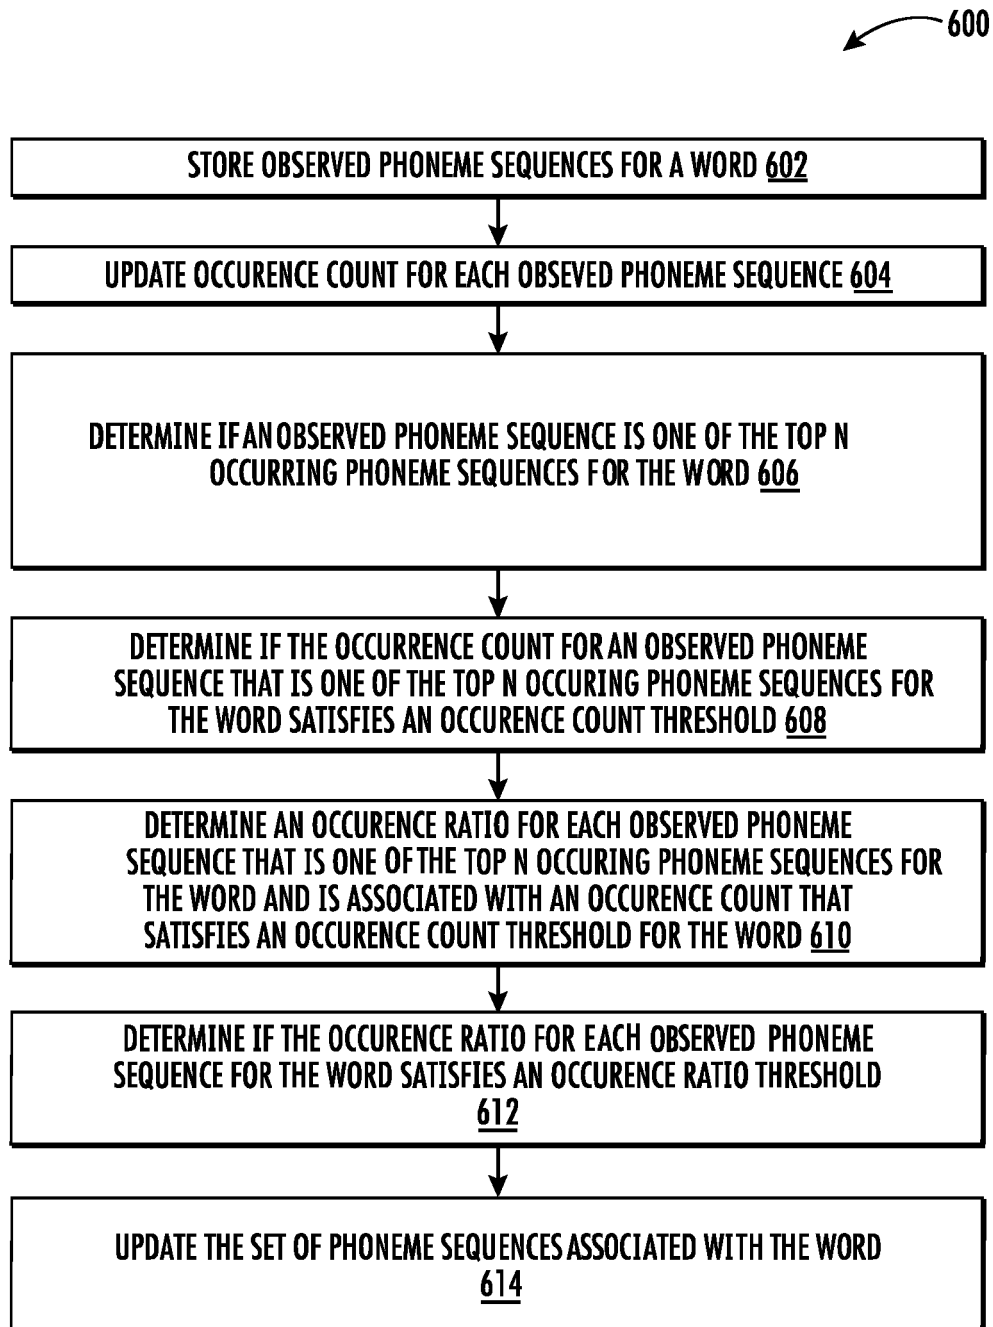 600
STORE OBSERVED PHONEME SEQUENCES FOR A WORD 602
UPDATE OCCURENCE COUNT FOR EACH OBSEVED PHONEME SEQUENCE 604
DETERMINE IF AN OBSERVED PHONEME SEQUENCE IS ONE OF THE TOP N
OCCURRING PHONEME SEQUENCES FOR THE WORD 606
DETERMINE IF THE OCCURRENCE COUNT FOR AN OBSERVED PHONEME
SEQUENCE THAT IS ONE OF THE TOP N OCCURING PHONEME SEQUENCES FOR
THE WORD SATISFIES AN OCCURENCE COUNT THRESHOLD 608
DETERMINE AN OCCURENCE RATIO FOR EACH OBSERVED PHONEME
SEQUENCE THAT IS ONE OF THE TOP N OCCURING PHONEME SEQUENCES FOR
THE WORD AND IS ASSOCIATED WITH AN OCCURENCE COUNT THAT
SATISFIES AN OCCURENCE COUNT THRESHOLD FOR THE WORD 610
DETERMINE IF THE OCCURENCE RATIO FOR EACH OBSERVED PHONEME
SEQUENCE FOR THE WORD SATISFIES AN OCCURENCE RATIO THRESHOLD
612
UPDATE THE SET OF PHONEME SEQUENCES ASSOCIATED WITH THE WORD
614